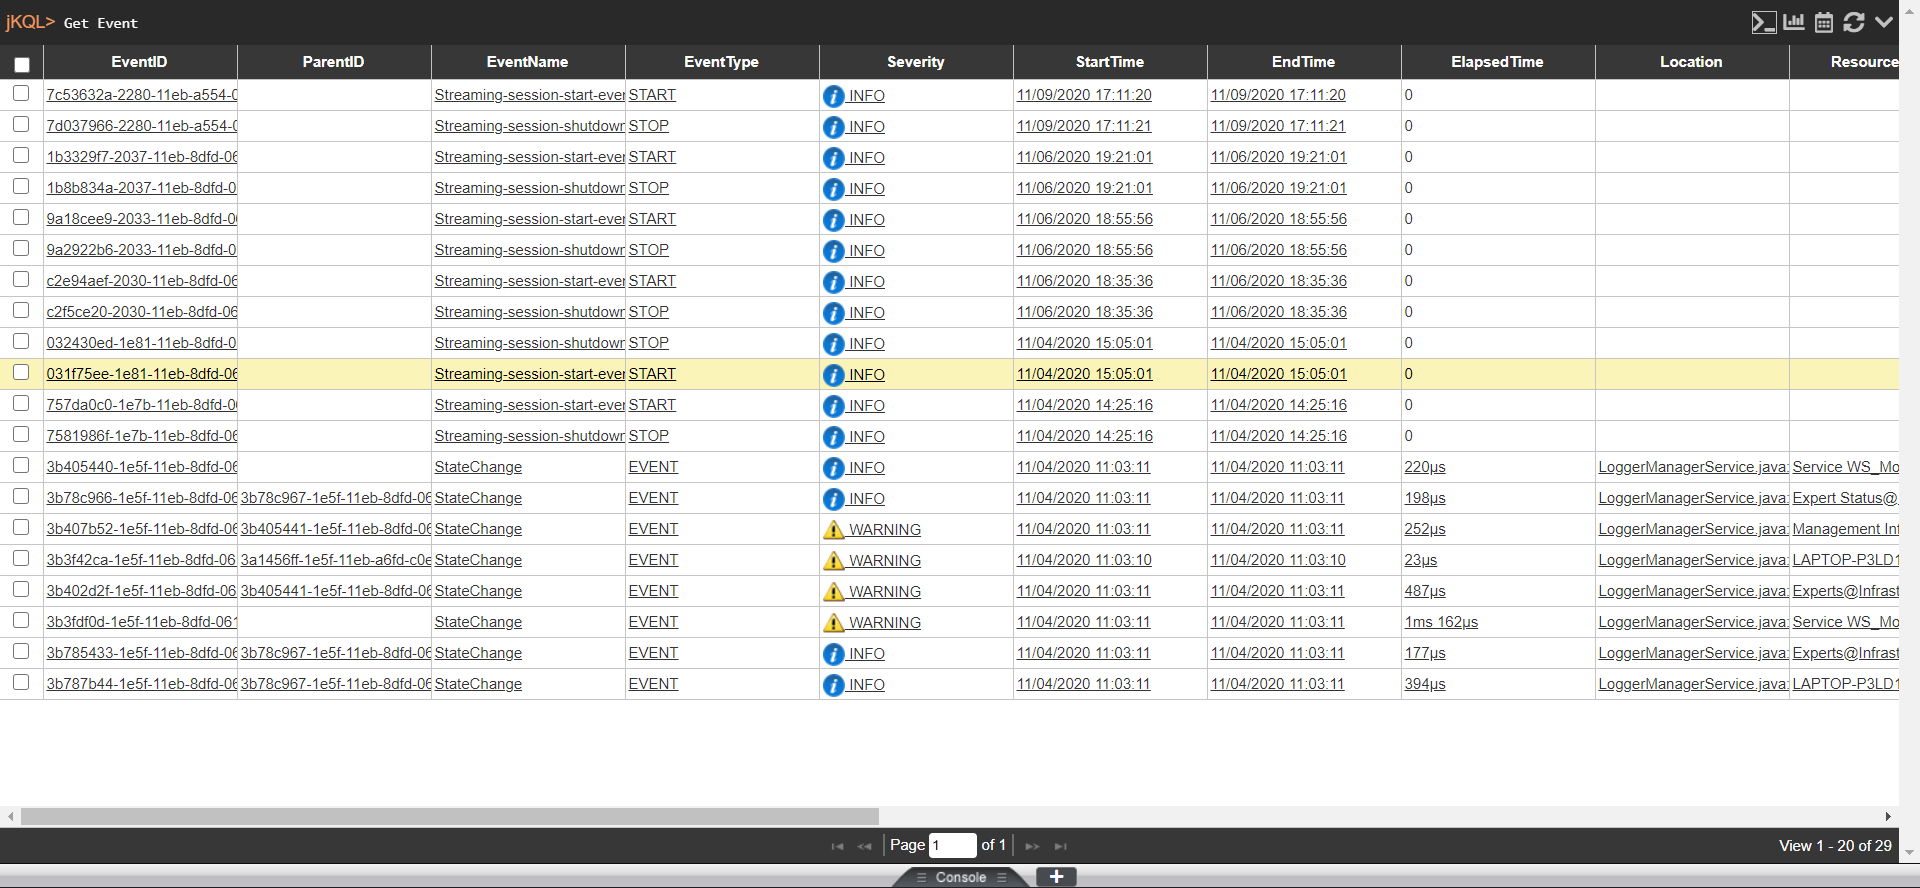 jKQL> Get Event
EventID ParentID EventName EventType Severity StartTime EndTime ElapsedTime Location Resource
7c53632a-2280-11eb-a554-0 Streaming-session-start-ever START INFO 11/09/2020 17:11:20 11/09/2020 17:11:20 0
7d037966-2280-11eb-a554-0 Streaming-session-shutdown STOP INFO 11/09/2020 17:11:21 11/09/2020 17:11:21 0
1b3329f7-2037-11eb-8dfd-06 Streaming-session-start-ever START INFO 11/06/2020 19:21:01 11/06/2020 19:21:01 0
1b8b834a-2037-11eb-8dfd-0 Streaming-session-shutdown STOP INFO 11/06/2020 19:21:01 11/06/2020 19:21:01 0
9a18cee9-2033-11eb-8dfd-0 Streaming-session-start-ever START INFO 11/06/2020 18:55:56 11/06/2020 18:55:56 0
9a2922b6-2033-11eb-8dfd-0 Streaming-session-shutdown STOP INFO 11/06/2020 18:55:56 11/06/2020 18:55:56 0
c2e94aef-2030-11eb-8dfd-06 Streaming-session-start-ever START INFO 11/06/2020 18:35:36 11/06/2020 18:35:36 0
c2f5ce20-2030-11eb-8dfd-06 Streaming-session-shutdown STOP INFO 11/06/2020 18:35:36 11/06/2020 18:35:36 0
032430ed-1e81-11eb-8dfd-0 Streaming-session-shutdown STOP INFO 11/04/2020 15:05:01 11/04/2020 15:05:01 0
031f75ee-1e81-11eb-8dfd-06 Streaming-session-start-ever START INFO 11/04/2020 15:05:01 11/04/2020 15:05:01 0
757da0c0-1e7b-11eb-8dfd-0 Streaming-session-start-ever START INFO 11/04/2020 14:25:16 11/04/2020 14:25:16 0
7581986f-1e7b-11eb-8dfd-06 Streaming-session-shutdown STOP INFO 11/04/2020 14:25:16 11/04/2020 14:25:16 0
3b405440-1e5f-11eb-8dfd-06 StateChange EVENT INFO 11/04/2020 11:03:11 11/04/2020 11:03:11 220µs LoggerManagerService.java: Service WS_Mo
3b78c966-1e5f-11eb-8dfd-06 3b78c967-1e5f-11eb-8dfd-06 StateChange EVENT INFO 11/04/2020 11:03:11 11/04/2020 11:03:11 198µs LoggerManagerService.java: Expert Status@
3b407b52-1e5f-11eb-8dfd-06 3b405441-1e5f-11eb-8dfd-06 StateChange EVENT WARNING 11/04/2020 11:03:11 11/04/2020 11:03:11 252µs LoggerManagerService.java: Management Inf
3b3f42ca-1e5f-11eb-8dfd-06 3a1456ff-1e5f-11eb-a6fd-c0e StateChange EVENT WARNING 11/04/2020 11:03:10 11/04/2020 11:03:10 23µs LoggerManagerService.java: LAPTOP-P3LD1
3b402d2f-1e5f-11eb-8dfd-06 3b405441-1e5f-11eb-8dfd-06 StateChange EVENT WARNING 11/04/2020 11:03:11 11/04/2020 11:03:11 487µs LoggerManagerService.java: Experts@Infrast
3b3fdf0d-1e5f-11eb-8dfd-061 StateChange EVENT WARNING 11/04/2020 11:03:11 11/04/2020 11:03:11 1ms 162µs LoggerManagerService.java: Service WS_Mo
3b785433-1e5f-11eb-8dfd-06 3b78c967-1e5f-11eb-8dfd-06 StateChange EVENT INFO 11/04/2020 11:03:11 11/04/2020 11:03:11 177µs LoggerManagerService.java: Experts@Infrast
3b787b44-1e5f-11eb-8dfd-06 3b78c967-1e5f-11eb-8dfd-06 StateChange EVENT INFO 11/04/2020 11:03:11 11/04/2020 11:03:11 394µs LoggerManagerService.java: LAPTOP-P3LD1
Page 1 of 1 View 1 - 20 of 29
Console